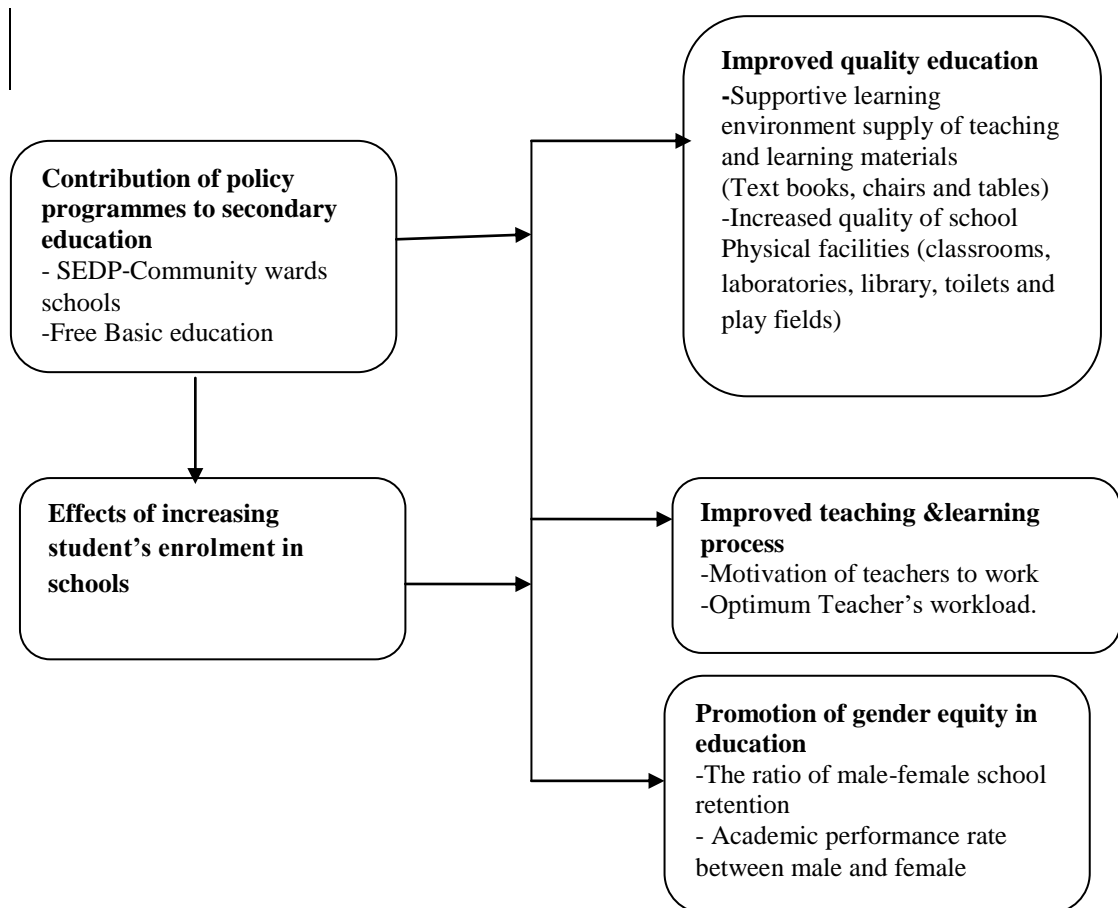 Improved quality education
-Supportive learning
environment supply of teaching
and learning materials
(Text books, chairs and tables)
-Increased quality of school
Physical facilities (classrooms,
laboratories, library, toilets and
play fields)
Contribution of policy
programmes to secondary
education
- SEDP-Community wards
schools
-Free Basic education
Effects of increasing
student’s enrolment in
schools
Improved teaching &learning
process
-Motivation of teachers to work
-Optimum Teacher’s workload.
Promotion of gender equity in
education
-The ratio of male-female school
retention
- Academic performance rate
between male and female